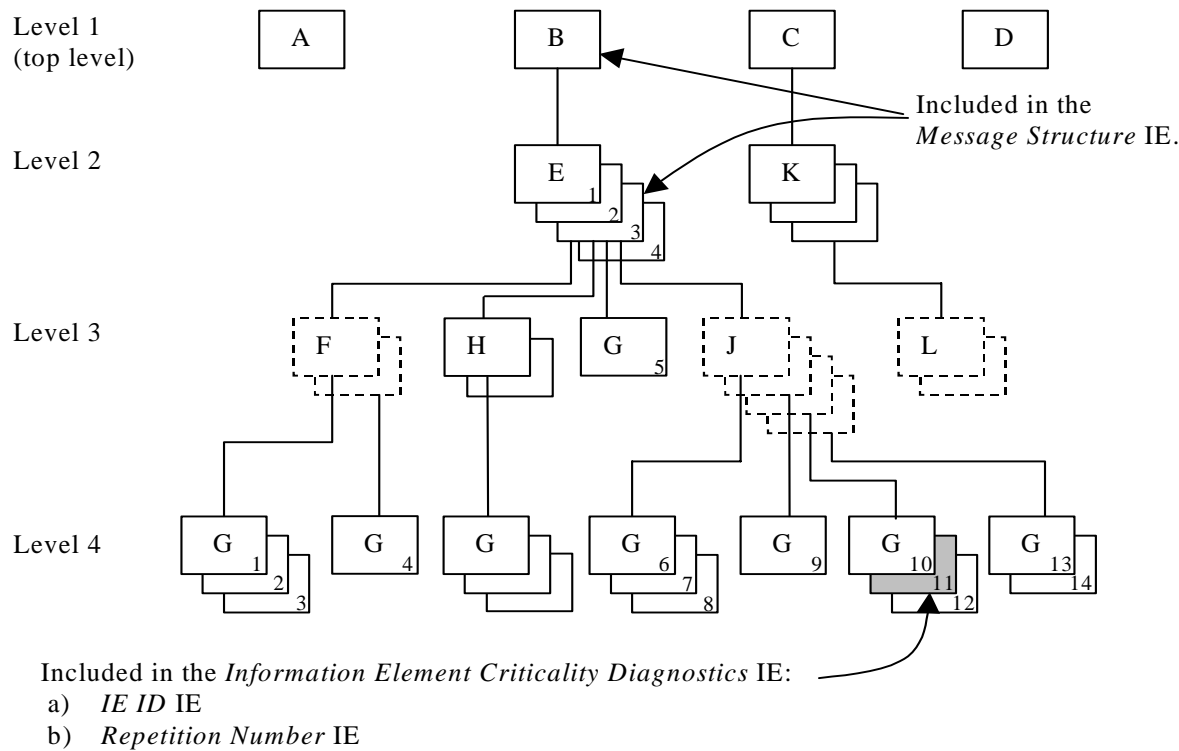 Level 1
(top level)
A
B
C
D
Included in the
Message Structure IE.
Level 2
E
1
2
3
4
K
Level 3
F
H
G
5
J
L
Level 4
G
1
2
3
G
4
G
G
6
7
8
G
9
G
10
11
12
G
13
14
Included in the Information Element Criticality Diagnostics IE:
a) IE ID IE
b) Repetition Number IE